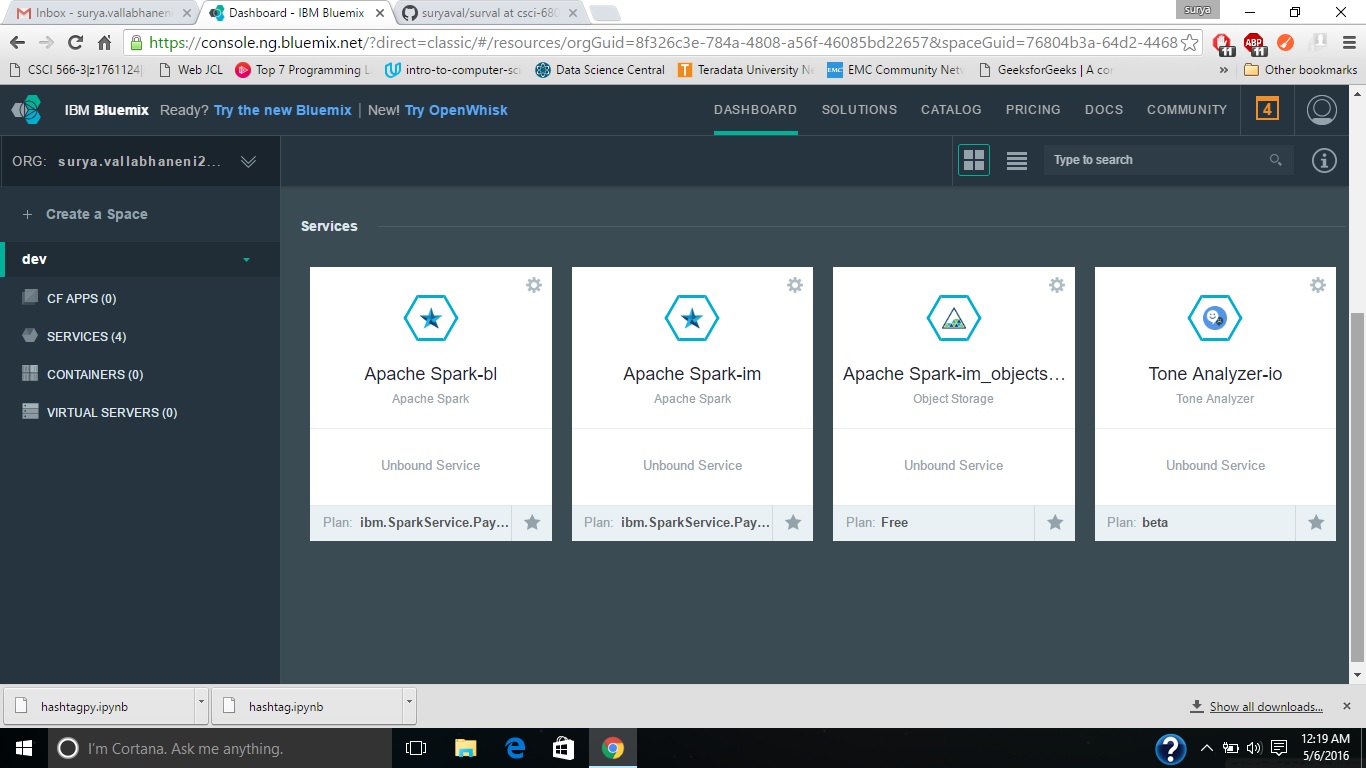 surya
Inbox - surya.vallabhaneni
Dashboard - IBM Bluemix
suryaval/surval at csci-680
https://console.ng.bluemix.net/?direct=classic/#/resources/orgGuid=8f326c3e-784a-4808-a56f-46085bd22657&spaceGuid=76804b3a-64d2-4468
11
ABP
11
CSCI 566-3|z1761124|
Web JCL
Top 7 Programming L
intro-to-computer-sci
Data Science Central
Teradata University N
EMC Community Netw
GeeksforGeeks | A con
»
Other bookmarks
IBM Bluemix
Ready? Try the new Bluemix | New! Try OpenWhisk
DASHBOARD
SOLUTIONS
CATALOG
PRICING
DOCS
COMMUNITY
4
ORG: surya.vallabhaneni2...
Type to search
+ Create a Space
Services
dev
CF APPS (0)
SERVICES (4)
CONTAINERS (0)
VIRTUAL SERVERS (0)
Apache Spark-bl
Apache Spark
Unbound Service
Plan: ibm.SparkService.Pay...
Apache Spark-im
Apache Spark
Unbound Service
Plan: ibm.SparkService.Pay...
Apache Spark-im_objects...
Object Storage
Unbound Service
Plan: Free
Tone Analyzer-io
Tone Analyzer
Unbound Service
Plan: beta
hashtagpy.ipynb
hashtag.ipynb
Show all downloads...
I'm Cortana. Ask me anything.
12:19 AM
5/6/2016